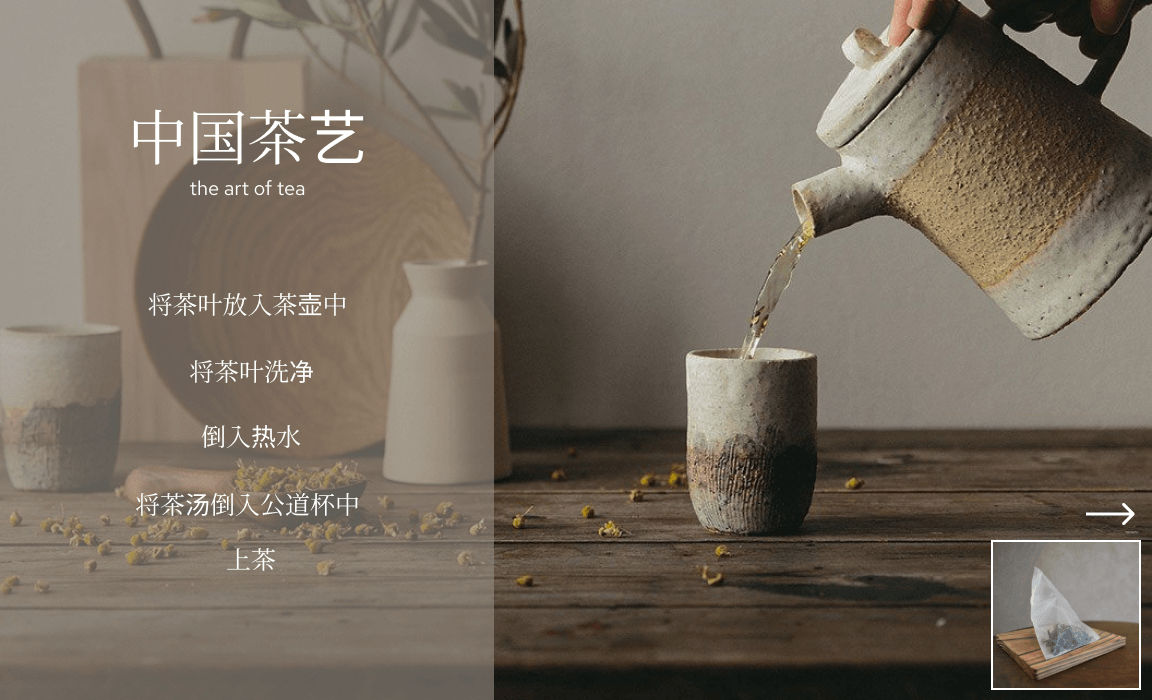 中国茶艺
the art of tea
将茶叶放入茶壶中
将茶叶洗净
倒入热水
将茶汤倒入公道杯中
上茶